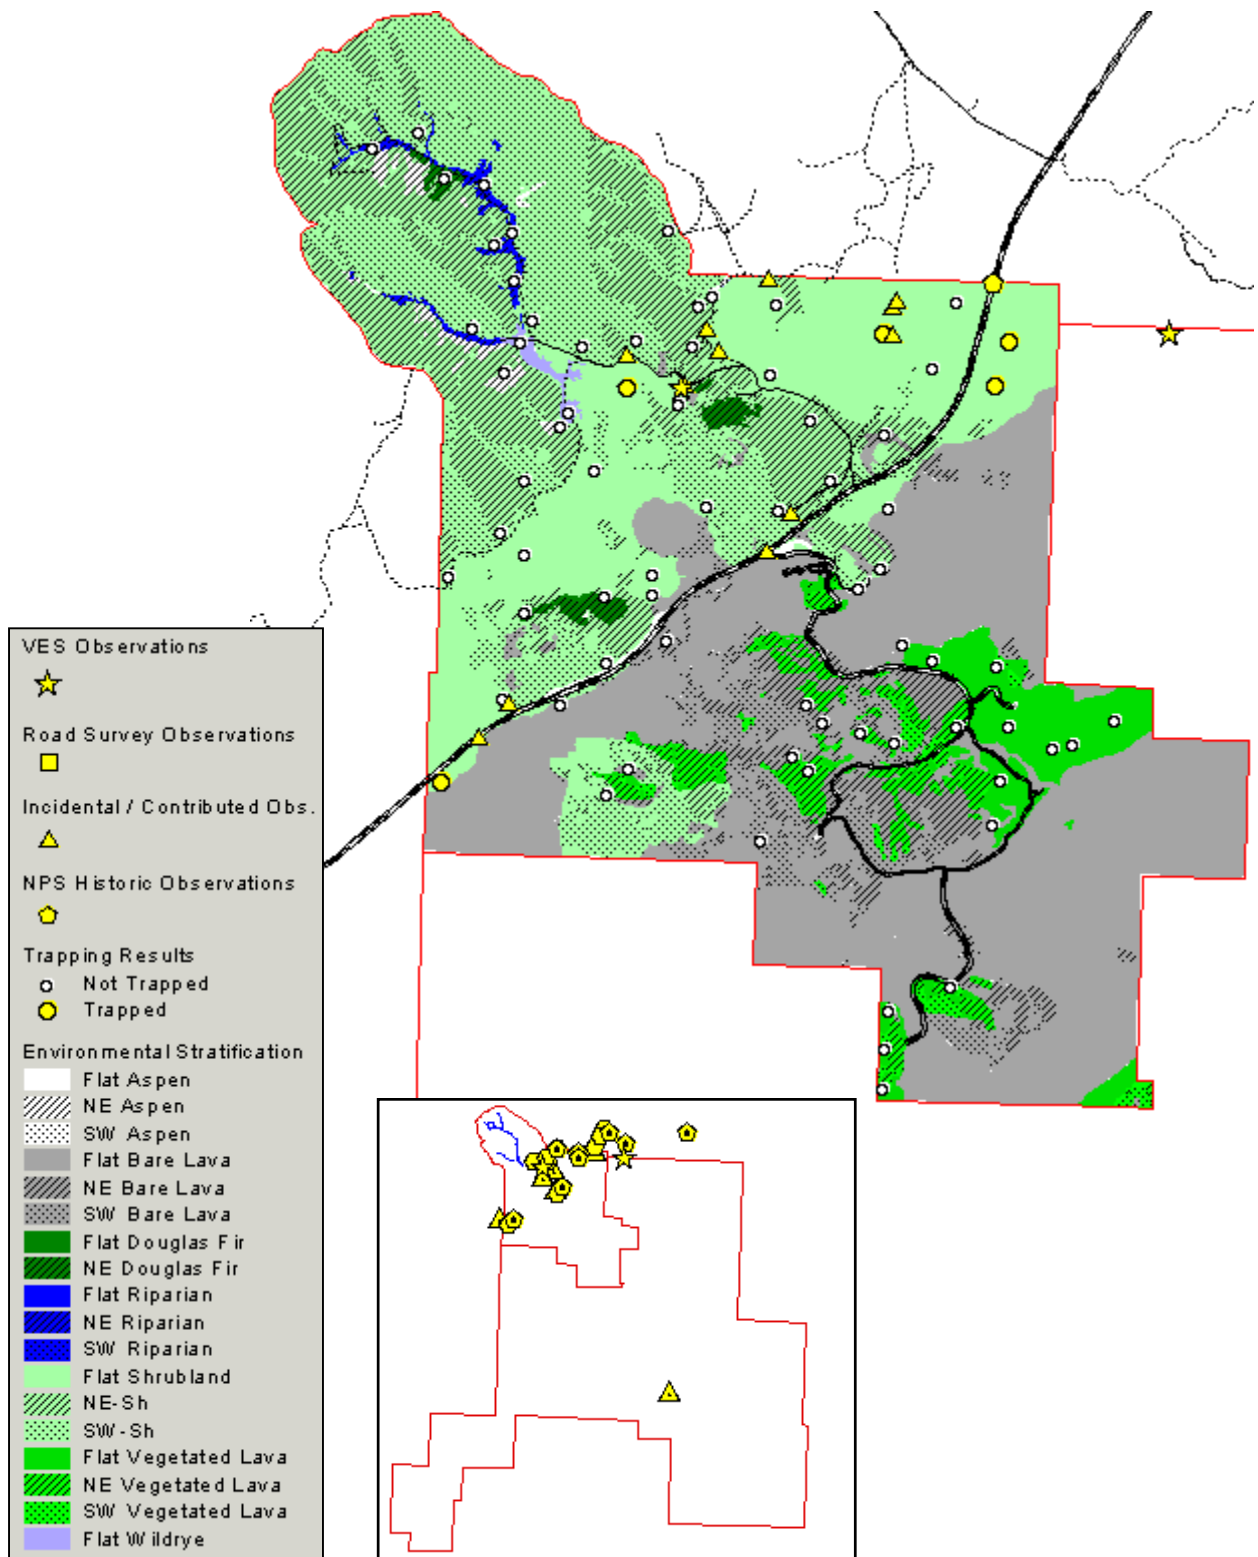 VES Observations
Road Survey Observations
Incidental / Contributed Obs.
NPS Historic Observations
Trapping Results
Not Trapped
Trapped
Environmental Stratification
Flat Aspen
NE Aspen
SW Aspen
Flat Bare Lava
NE Bare Lava
SW Bare Lava
Flat Douglas Fir
NE Douglas Fir
Flat Riparian
NE Riparian
SW Riparian
Flat Shrubland
NE-Sh
SW-Sh
Flat Vegetated Lava
NE Vegetated Lava
SW Vegetated Lava
Flat Wildrye